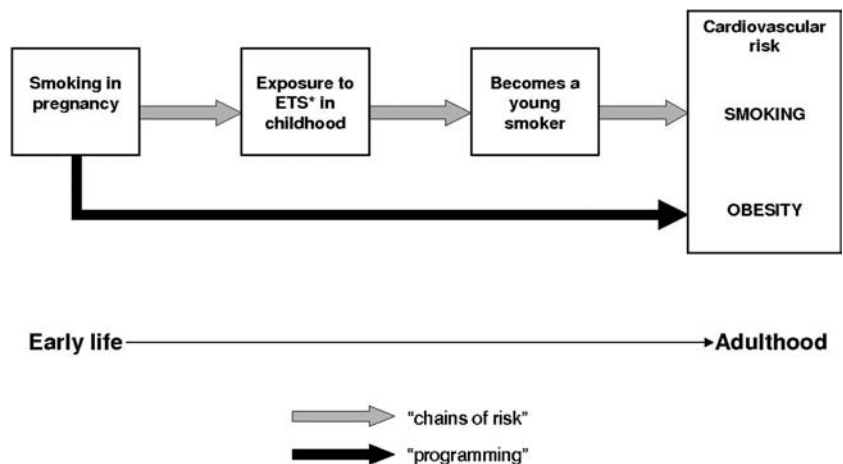 Smoking in
pregnancy
Exposure to
ETS* in
childhood
Becomes a
young
smoker
Cardiovascular
risk
SMOKING
OBESITY
Early life
Adulthood
"chains of risk"
"programming"